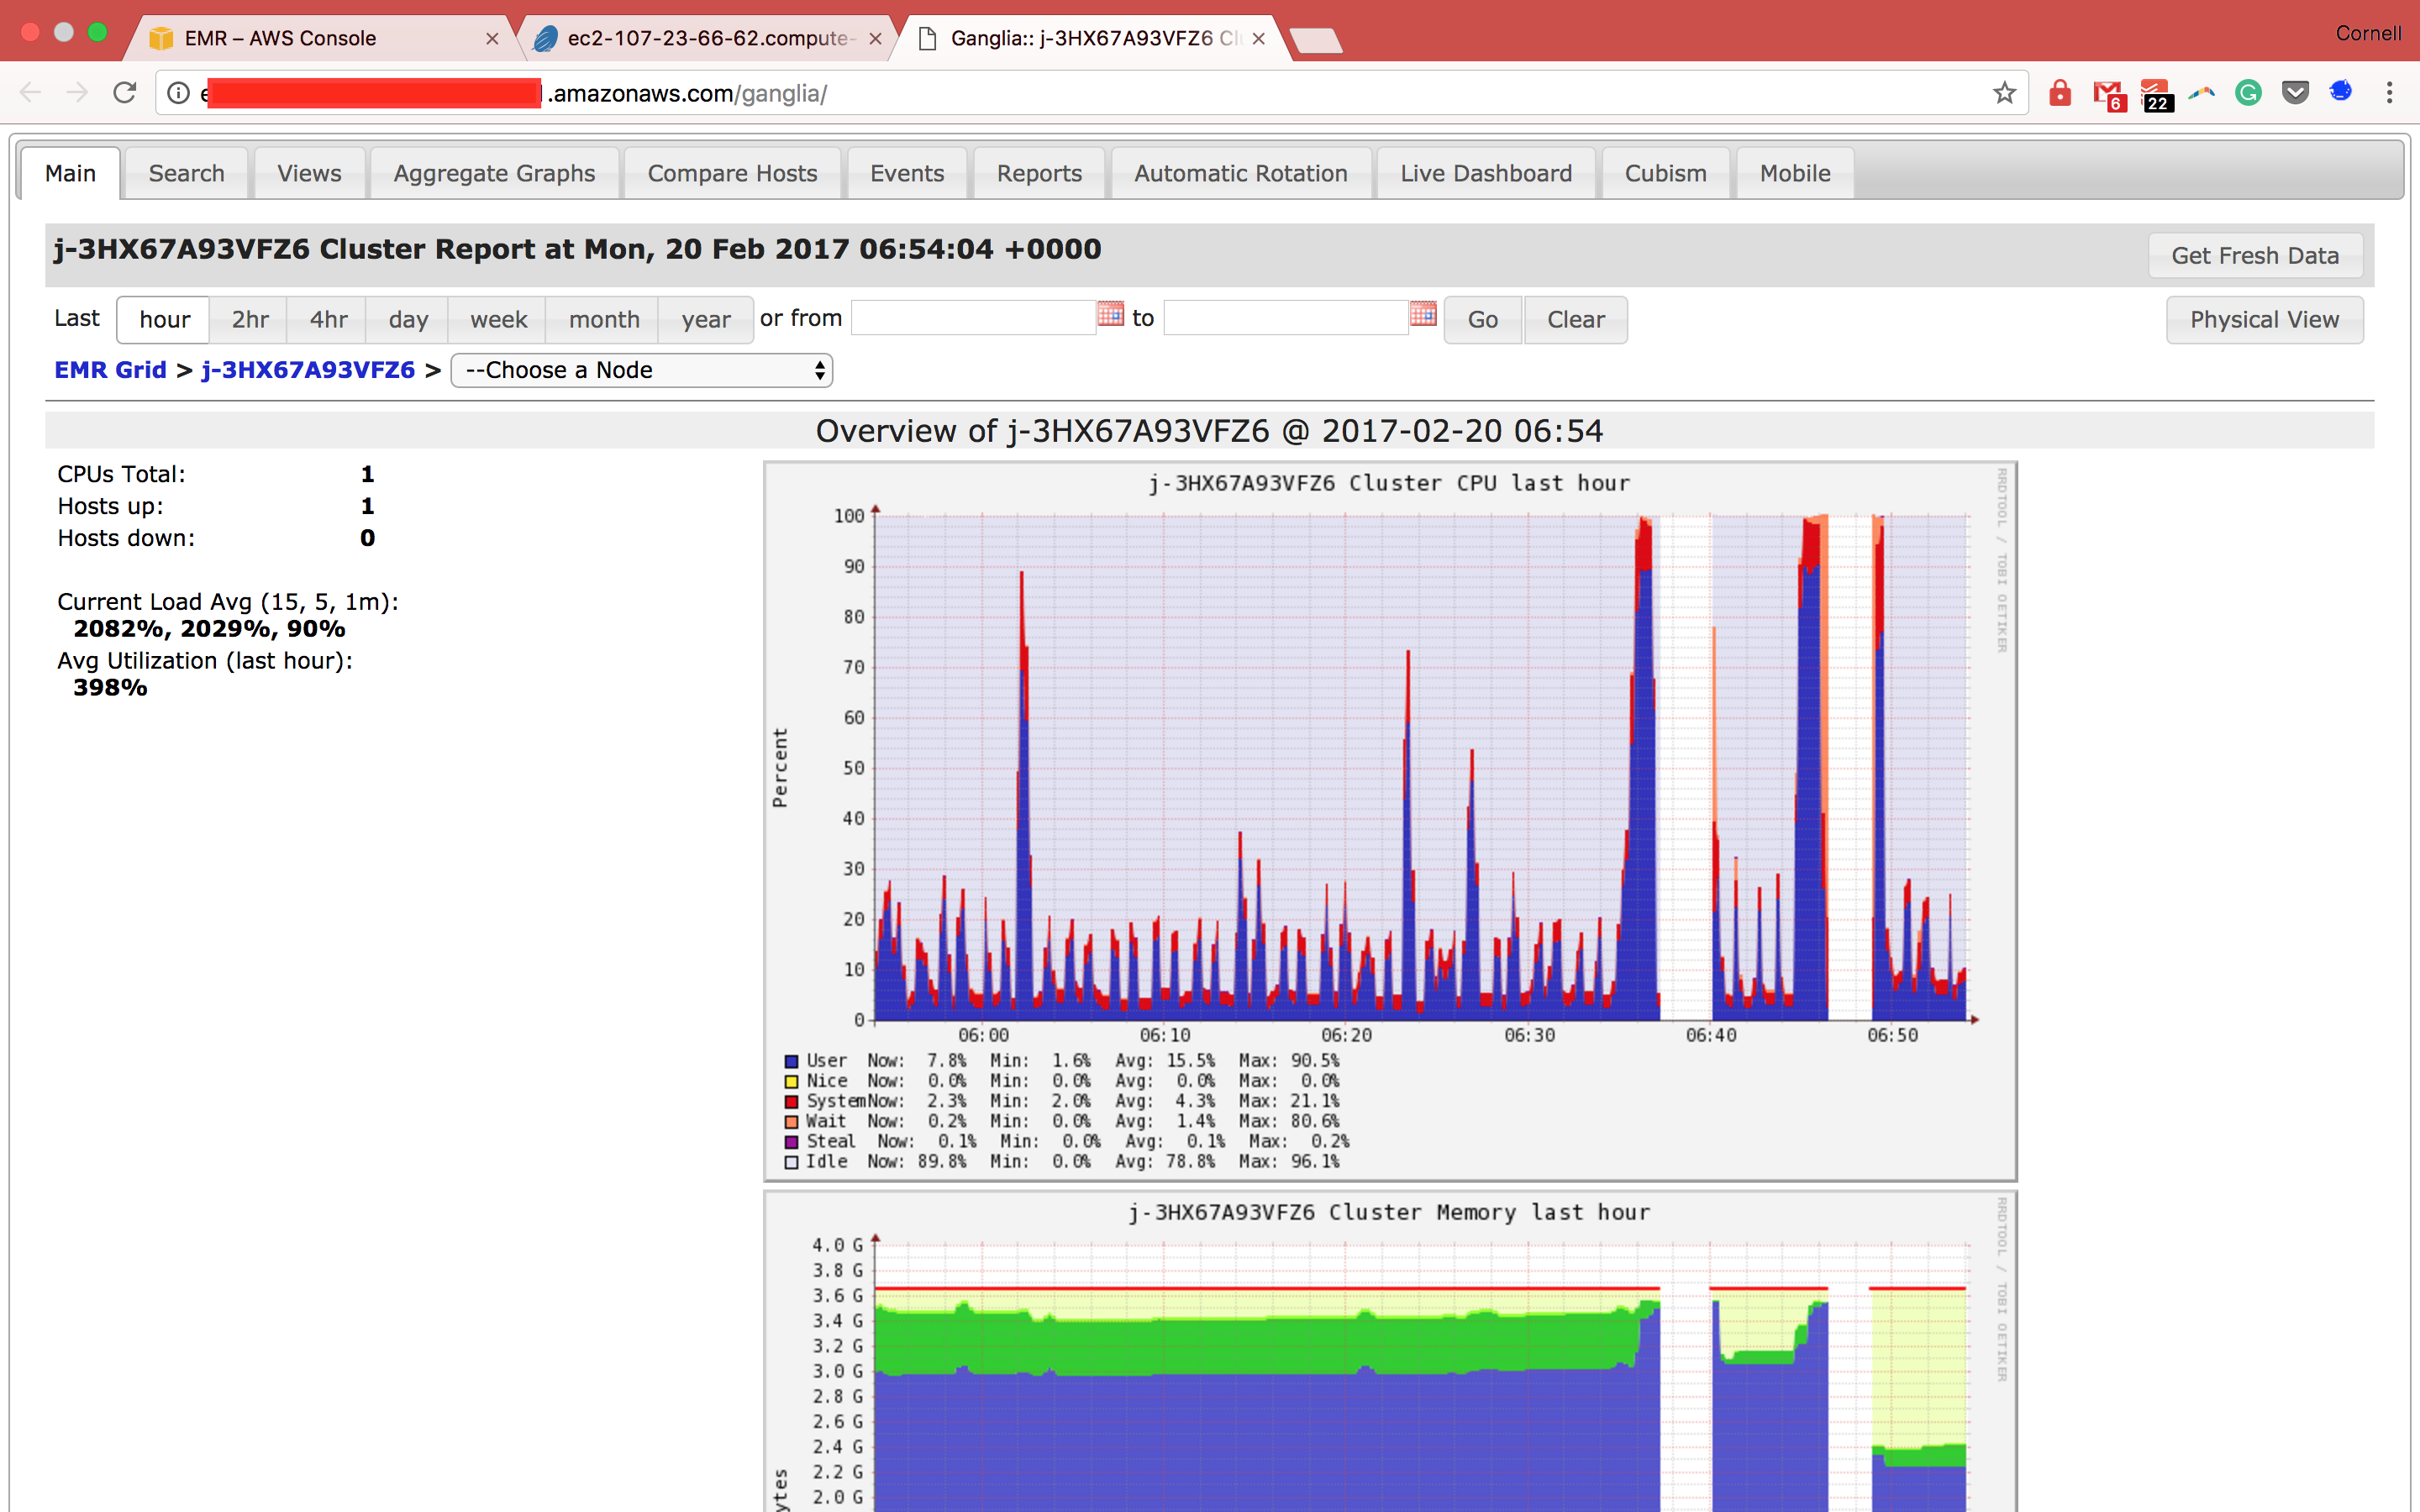 EMR – AWS Console
ec2-107-23-66-62.compute-
Ganglia:: j-3HX67A93VFZ6 Cl
Cornell
.amazonaws.com/ganglia/
6
22
Main Search Views Aggregate Graphs Compare Hosts Events Reports Automatic Rotation Live Dashboard Cubism Mobile
j-3HX67A93VFZ6 Cluster Report at Mon, 20 Feb 2017 06:54:04 +0000
Get Fresh Data
Last hour 2hr 4hr day week month year or from to Go Clear
Physical View
EMR Grid > j-3HX67A93VFZ6 > --Choose a Node
Overview of j-3HX67A93VFZ6 @ 2017-02-20 06:54
CPUs Total: 1
Hosts up: 1
Hosts down: 0
Current Load Avg (15, 5, 1m):
2082%, 2029%, 90%
Avg Utilization (last hour):
398%
j-3HX67A93VFZ6 Cluster CPU last hour
RRDTOOL / TOBI OETIKER
Percent
100
90
80
70
60
50
40
30
20
10
0
06:00 06:10 06:20 06:30 06:40 06:50
User Now: 7.8% Min: 1.6% Avg: 15.5% Max: 90.5%
Nice Now: 0.0% Min: 0.0% Avg: 0.0% Max: 0.0%
System Now: 2.3% Min: 2.0% Avg: 4.3% Max: 21.1%
Wait Now: 0.2% Min: 0.0% Avg: 1.4% Max: 80.6%
Steal Now: 0.1% Min: 0.0% Avg: 0.1% Max: 0.2%
Idle Now: 89.8% Min: 0.0% Avg: 78.8% Max: 96.1%
j-3HX67A93VFZ6 Cluster Memory last hour
RRDTOOL / TOBI OETIKER
4.0 G
3.8 G
3.6 G
3.4 G
3.2 G
3.0 G
2.8 G
2.6 G
2.4 G
2.2 G
2.0 G